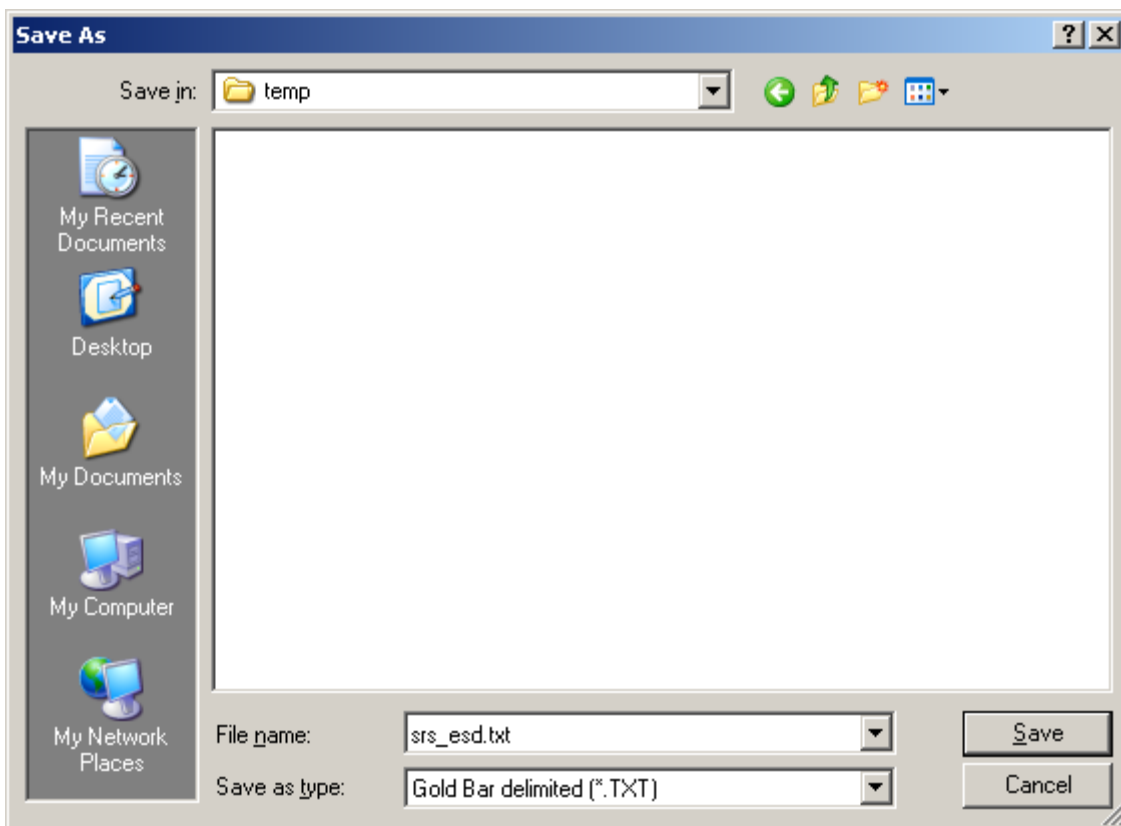 Save As
Save in:
temp
My Recent
Documents
Desktop
My Documents
My Computer
My Network
Places
File name:
srs_esd.txt
Save
Save as type:
Gold Bar delimited (*.TXT)
Cancel